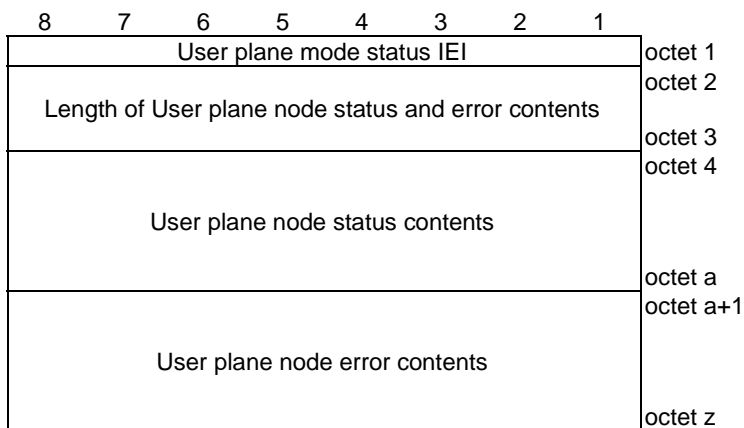 8 7 6 5 4 3 2 1
User plane mode status IEI octet 1
octet 2
Length of User plane node status and error contents
octet 3
octet 4
User plane node status contents
octet a
octet a+1
User plane node error contents
octet z